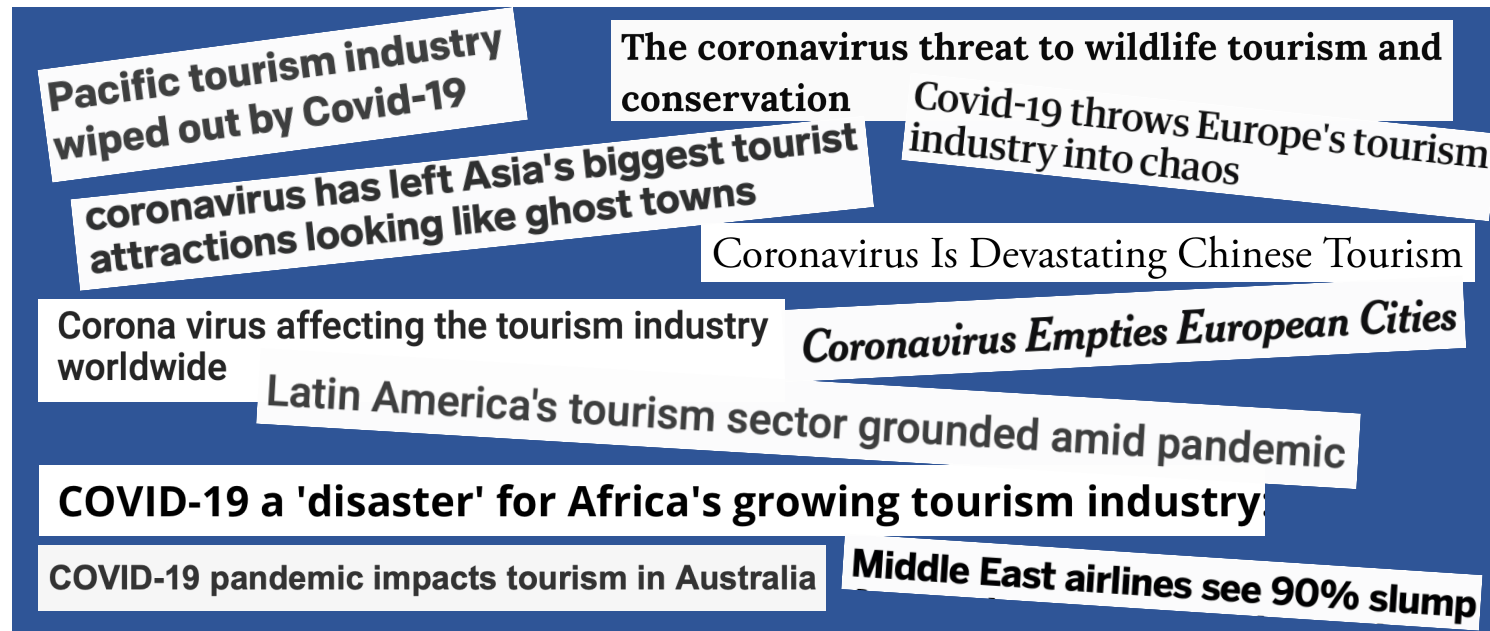 Pacific tourism industry
wiped out by Covid-19
The coronavirus threat to wildlife tourism and
conservation
Covid-19 throws Europe's tourism
industry into chaos
coronavirus has left Asia's biggest tourist
attractions looking like ghost towns
Coronavirus Is Devastating Chinese Tourism
Corona virus affecting the tourism industry
worldwide
Coronavirus Empties European Cities
Latin America's tourism sector grounded amid pandemic
COVID-19 a 'disaster' for Africa's growing tourism industry:
COVID-19 pandemic impacts tourism in Australia
Middle East airlines see 90% slump